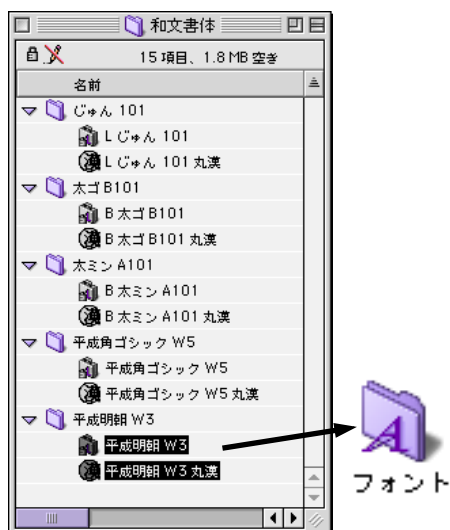 和文書体
15 項目、1.8 MB 空き
名前
じゅん 101
L じゅん 101
L じゅん 101 丸漢
太ゴ B101
B 太ゴ B101
B 太ゴ B101 丸漢
太ミン A101
B 太ミン A101
B 太ミン A101 丸漢
平成角ゴシック W5
平成角ゴシック W5
平成角ゴシック W5 丸漢
平成明朝 W3
平成明朝 W3
平成明朝 W3 丸漢
フォント